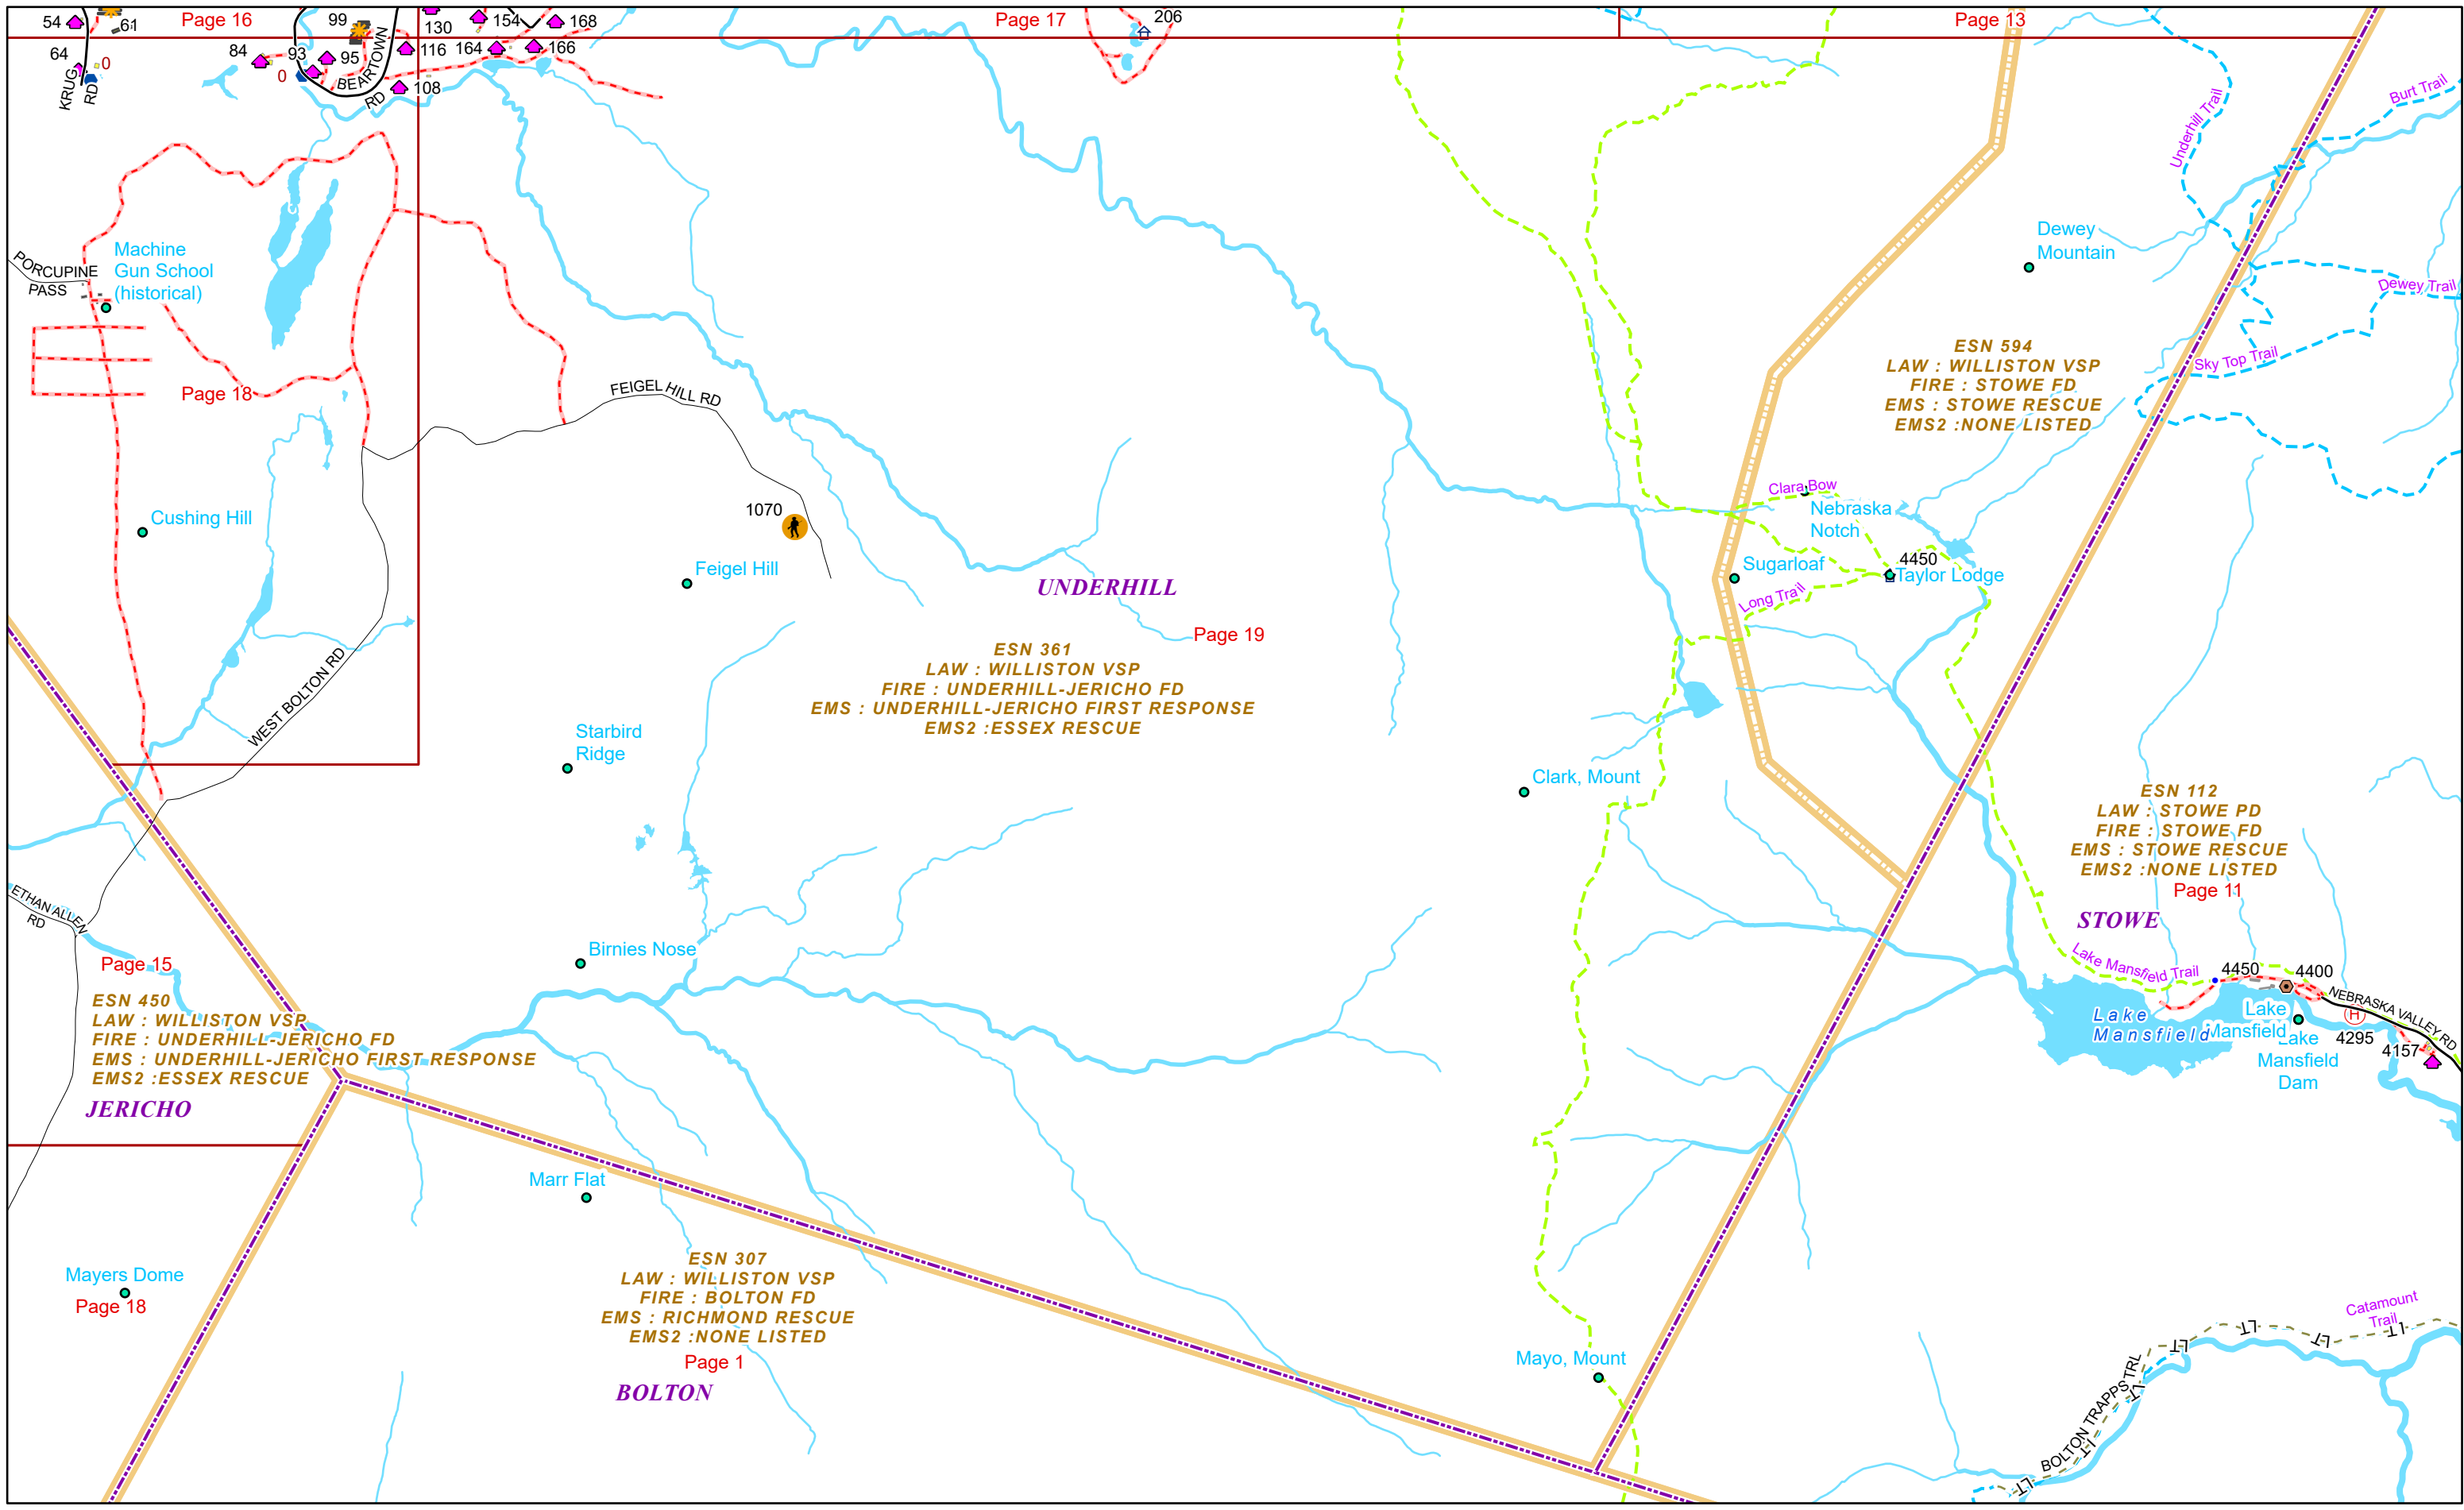 Page 16
Page 17
Page 13
54
61
99
130
154
168
206
64
84
93
95
116
164
166
0
0
108
KRUG
RD
BEARTOWN
RD
Underhill Trail
Burt Trail
Machine
Gun School
(historical)
PORCUPINE
PASS
Dewey
Mountain
Dewey Trail
Sky Top Trail
Page 18
FEIGEL HILL RD
ESN 594
LAW : WILLISTON VSP
FIRE : STOWE FD
EMS : STOWE RESCUE
EMS2 :NONE LISTED
Clara Bow
Nebraska
Notch
Cushing Hill
1070
Feigel Hill
UNDERHILL
Sugarloaf
4450
Taylor Lodge
Long Trail
Page 19
ESN 361
LAW : WILLISTON VSP
FIRE : UNDERHILL-JERICHO FD
EMS : UNDERHILL-JERICHO FIRST RESPONSE
EMS2 :ESSEX RESCUE
WEST BOLTON RD
Starbird
Ridge
Clark, Mount
ESN 112
LAW : STOWE PD
FIRE : STOWE FD
EMS : STOWE RESCUE
EMS2 :NONE LISTED
Page 11
STOWE
ETHAN ALLEN
RD
Birnies Nose
Page 15
Lake Mansfield Trail
4450
4400
NEBRASKA VALLEY RD
Lake
Mansfield
Lake
Mansfield
H
4295
4157
Lake
Mansfield
Dam
ESN 450
LAW : WILLISTON VSP
FIRE : UNDERHILL-JERICHO FD
EMS : UNDERHILL-JERICHO FIRST RESPONSE
EMS2 :ESSEX RESCUE
JERICHO
Marr Flat
Mayers Dome
Page 18
ESN 307
LAW : WILLISTON VSP
FIRE : BOLTON FD
EMS : RICHMOND RESCUE
EMS2 :NONE LISTED
Page 1
BOLTON
Mayo, Mount
Catamount
Trail
LT
LT
LT
LT
LT
LT
LT
BOLTON TRAPPS TRL